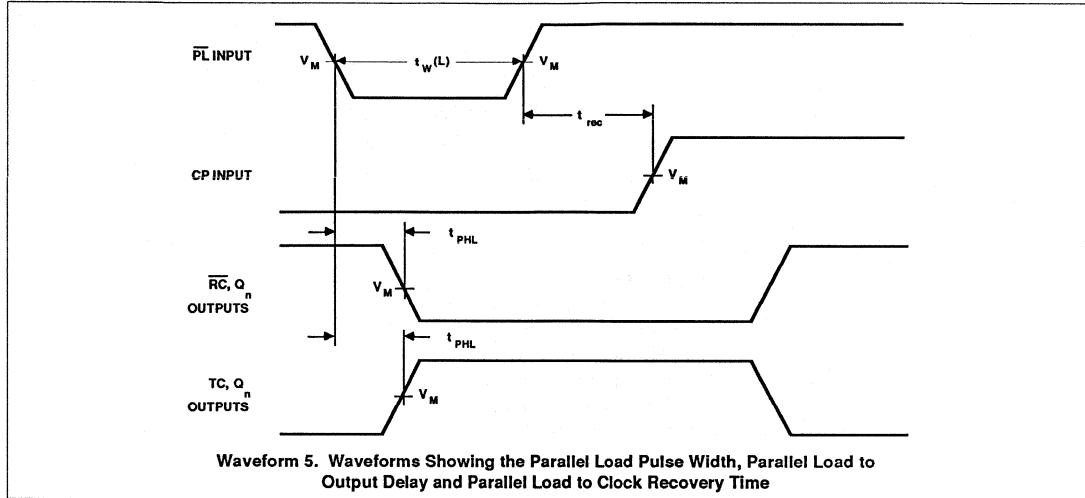 P̅L̅ INPUT
V_M
t_W(L)
V_M
t_rec
CP INPUT
V_M
t_PHL
R̅C̅, Q_n
OUTPUTS
V_M
t_PHL
TC, Q_n
OUTPUTS
V_M
Waveform 5. Waveforms Showing the Parallel Load Pulse Width, Parallel Load to
Output Delay and Parallel Load to Clock Recovery Time